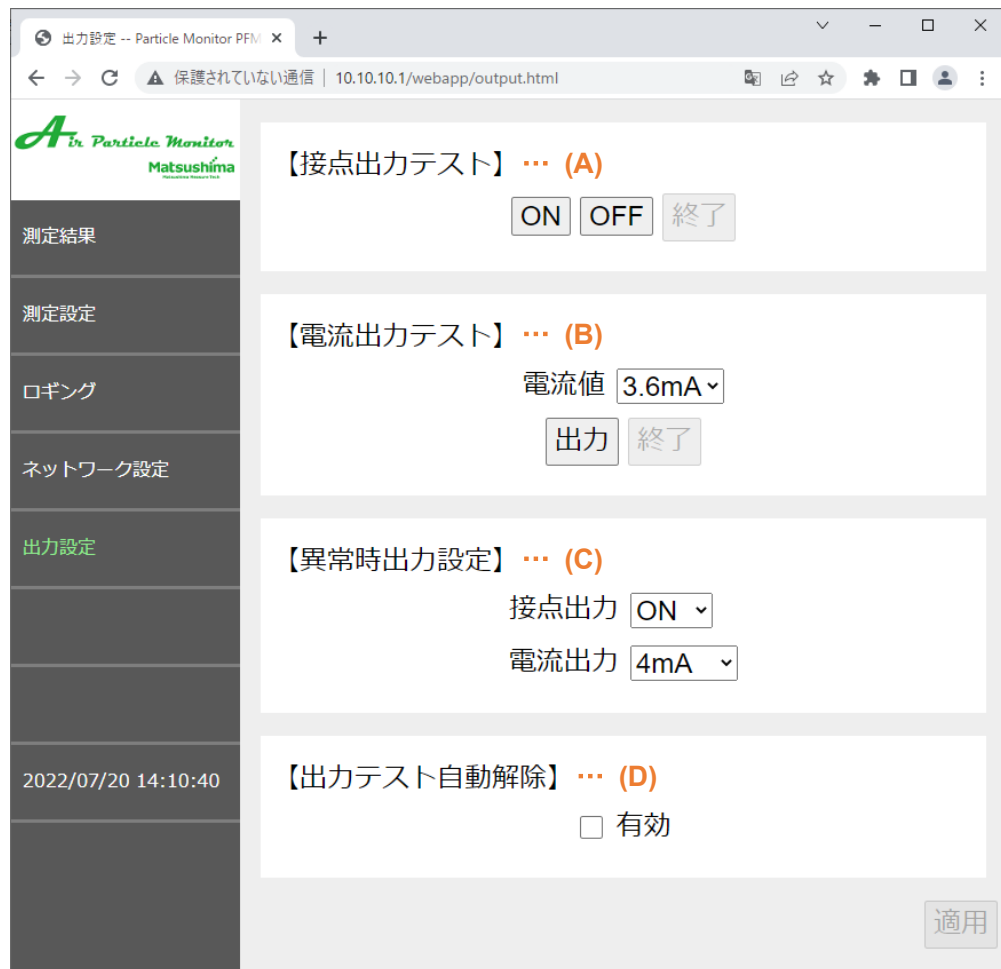 出力設定 -- Particle Monitor PFM
保護されていない通信 | 10.10.10.1/webapp/output.html
Air Particle Monitor
Matsushima
Matsushima Measure Tech
測定結果
測定設定
ロギング
ネットワーク設定
出力設定
2022/07/20 14:10:40
【接点出力テスト】 … (A)
ON OFF 終了
【電流出力テスト】 … (B)
電流値 3.6mA
出力 終了
【異常時出力設定】 … (C)
接点出力 ON
電流出力 4mA
【出力テスト自動解除】 … (D)
有効
適用